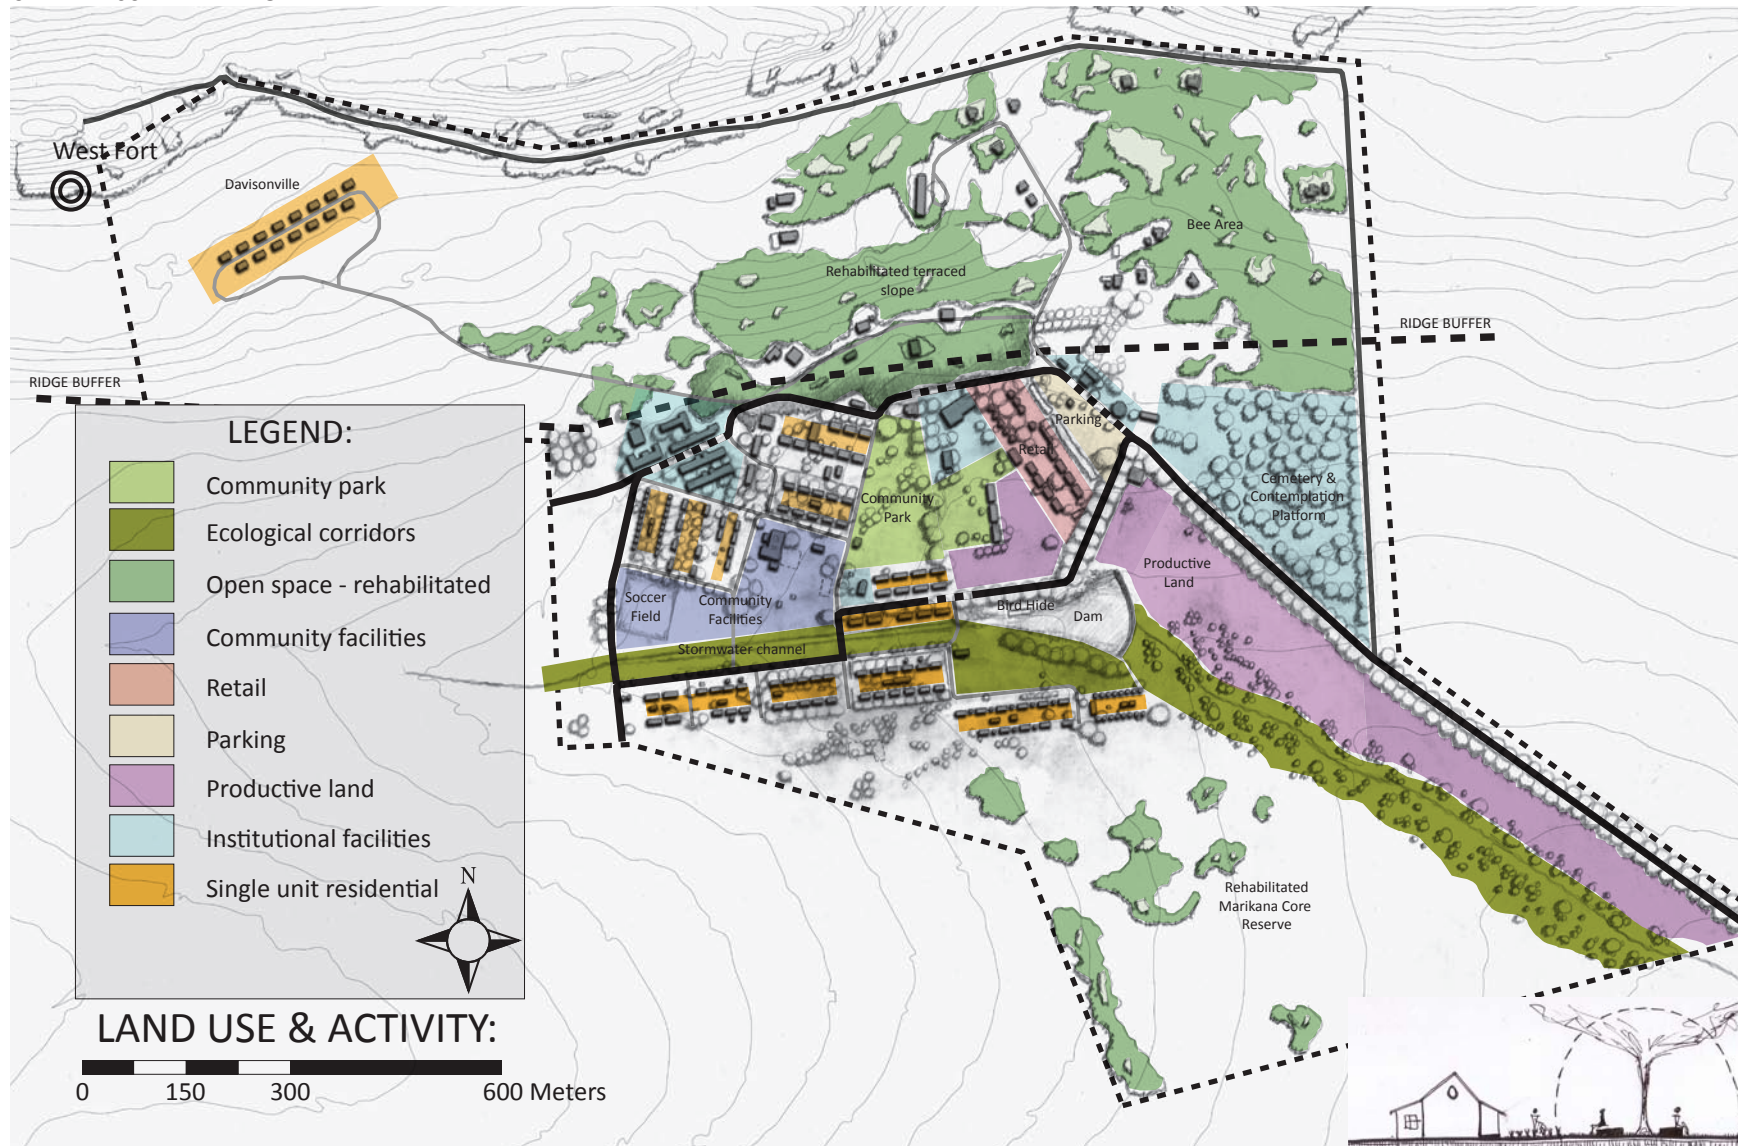 West Fort
Davisonville
Bee Area
Rehabilitated terraced
slope
RIDGE BUFFER
RIDGE BUFFER
LEGEND:
Community park
Ecological corridors
Open space - rehabilitated
Community facilities
Retail
Parking
Productive land
Institutional facilities
Single unit residential
N
Parking
Retail
Community
Park
Cemetery &
Contemplation
Platform
Productive
Land
Soccer
Field
Community
Facilities
Bird Hide
Dam
Stormwater channel
Rehabilitated
Marikana Core
Reserve
LAND USE & ACTIVITY:
0 150 300 600 Meters